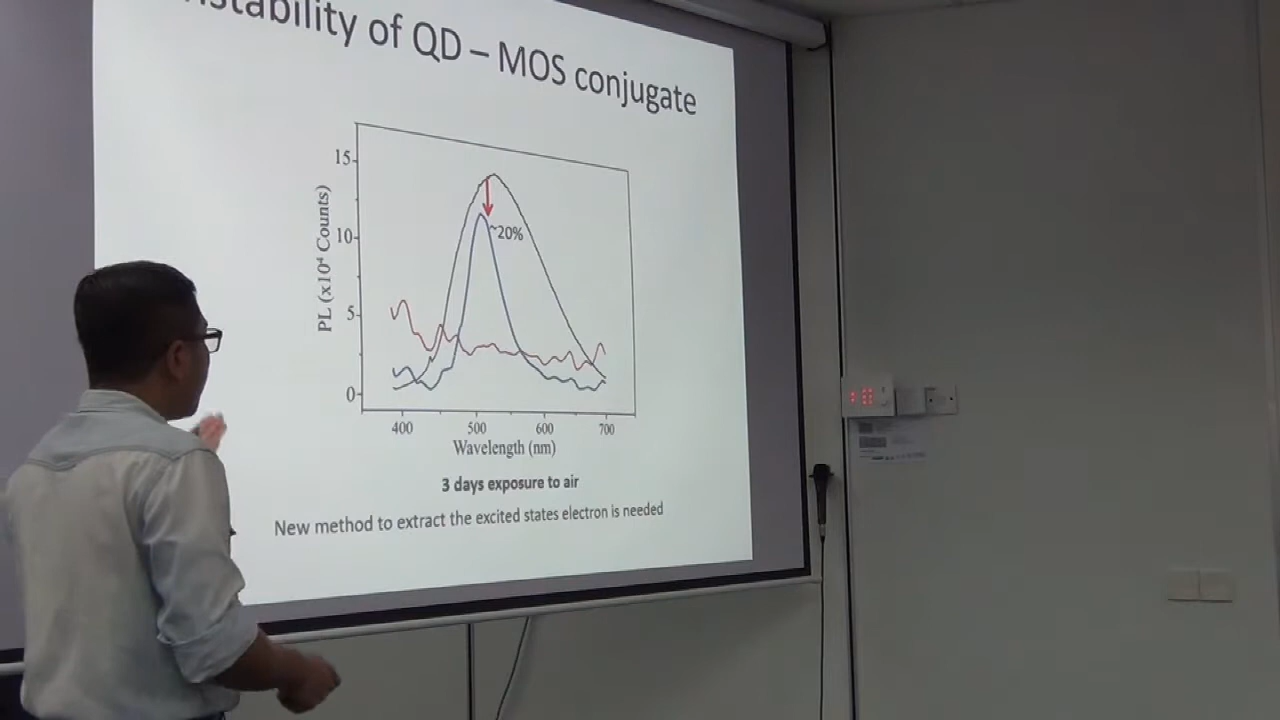 nstability of QD – MOS conjugate
15
10
5
0
PL (x10⁴ Counts)
~20%
400 500 600 700
Wavelength (nm)
3 days exposure to air
New method to extract the excited states electron is needed